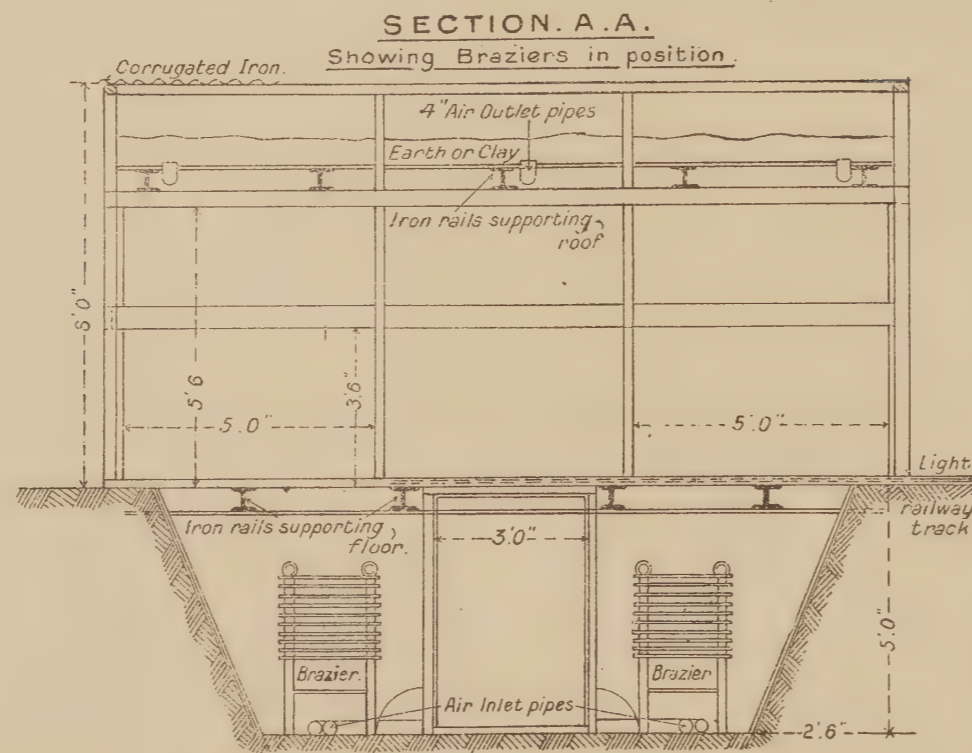 SECTION. A.A.
Showing Braziers in position.
Corrugated Iron.
4" Air Outlet pipes
Earth or Clay
Iron rails supporting
roof
8'0"
5'6
3'6"
5.0"
5.0"
Light
railway
track
Iron rails supporting
floor.
3'0"
5'0"
Brazier.
Brazier
Air Inlet pipes
2'6"